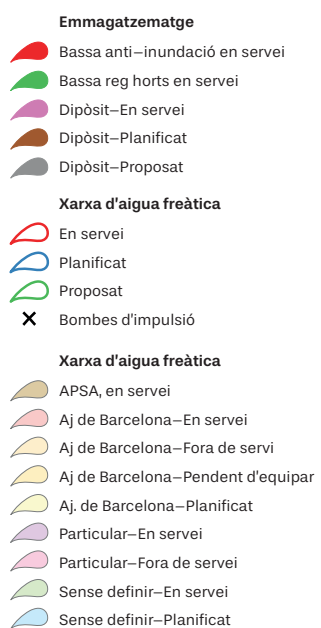 Emmagatzematge
Bassa anti–inundació en servei
Bassa reg horts en servei
Dipòsit–En servei
Dipòsit–Planificat
Dipòsit–Proposat
Xarxa d'aigua freàtica
En servei
Planificat
Proposat
Bombes d'impulsió
Xarxa d'aigua freàtica
APSA, en servei
Aj de Barcelona–En servei
Aj de Barcelona–Fora de servi
Aj de Barcelona–Pendent d'equipar
Aj. de Barcelona–Planificat
Particular–En servei
Particular–Fora de servei
Sense definir–En servei
Sense definir–Planificat